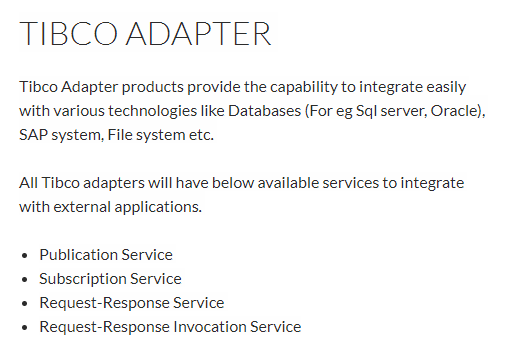 TIBCO ADAPTER
Tibco Adapter products provide the capability to integrate easily
with various technologies like Databases (For eg Sql server, Oracle),
SAP system, File system etc.
All Tibco adapters will have below available services to integrate
with external applications.
• Publication Service
• Subscription Service
• Request-Response Service
• Request-Response Invocation Service